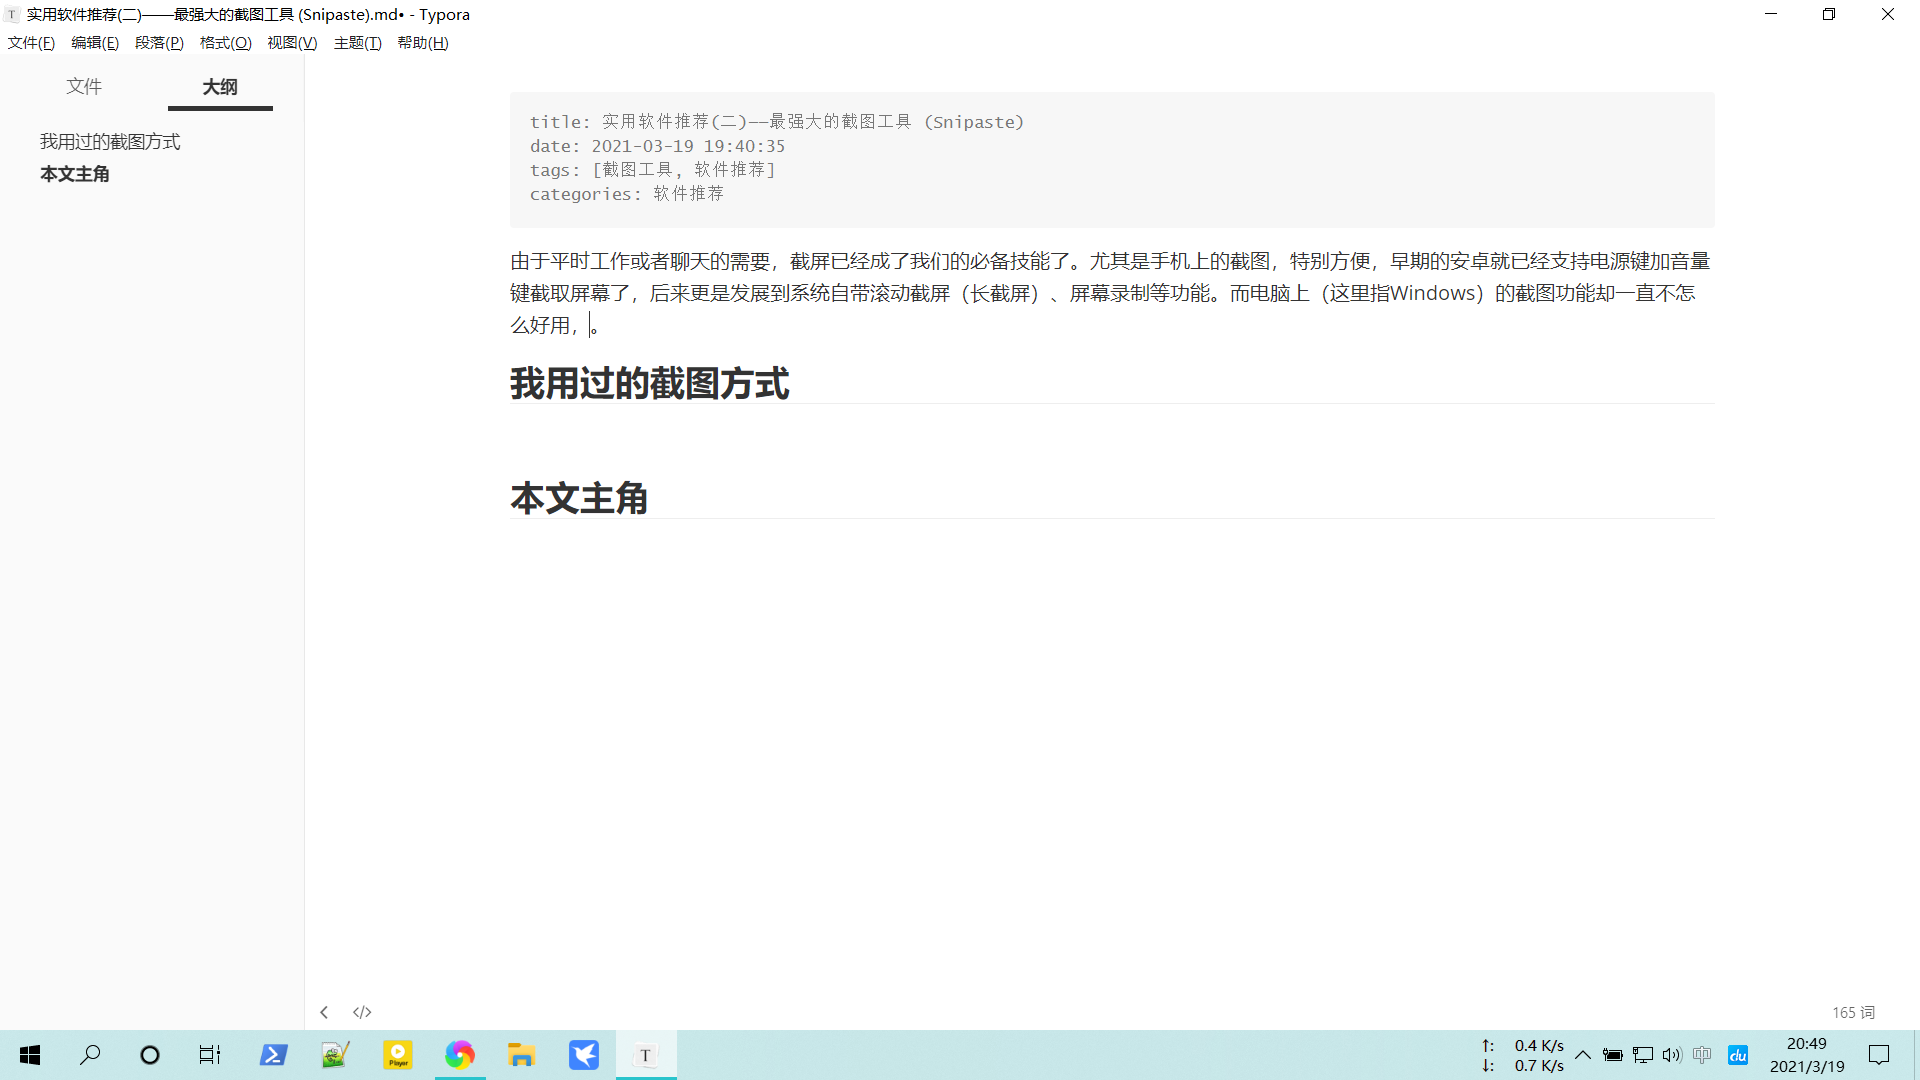 实用软件推荐(二)——最强大的截图工具 (Snipaste).md• - Typora
文件(F) 编辑(E) 段落(P) 格式(O) 视图(V) 主题(T) 帮助(H)
文件 大纲
我用过的截图方式
本文主角
title: 实用软件推荐(二)——最强大的截图工具 (Snipaste)
date: 2021-03-19 19:40:35
tags: [截图工具, 软件推荐]
categories: 软件推荐
由于平时工作或者聊天的需要，截屏已经成了我们的必备技能了。尤其是手机上的截图，特别方便，早期的安卓就已经支持电源键加音量
键截取屏幕了，后来更是发展到系统自带滚动截屏（长截屏）、屏幕录制等功能。而电脑上（这里指Windows）的截图功能却一直不怎
么好用，。
我用过的截图方式
本文主角
165 词
T
Player
T
↑: 0.4 K/s
↓: 0.7 K/s
中
du
20:49
2021/3/19